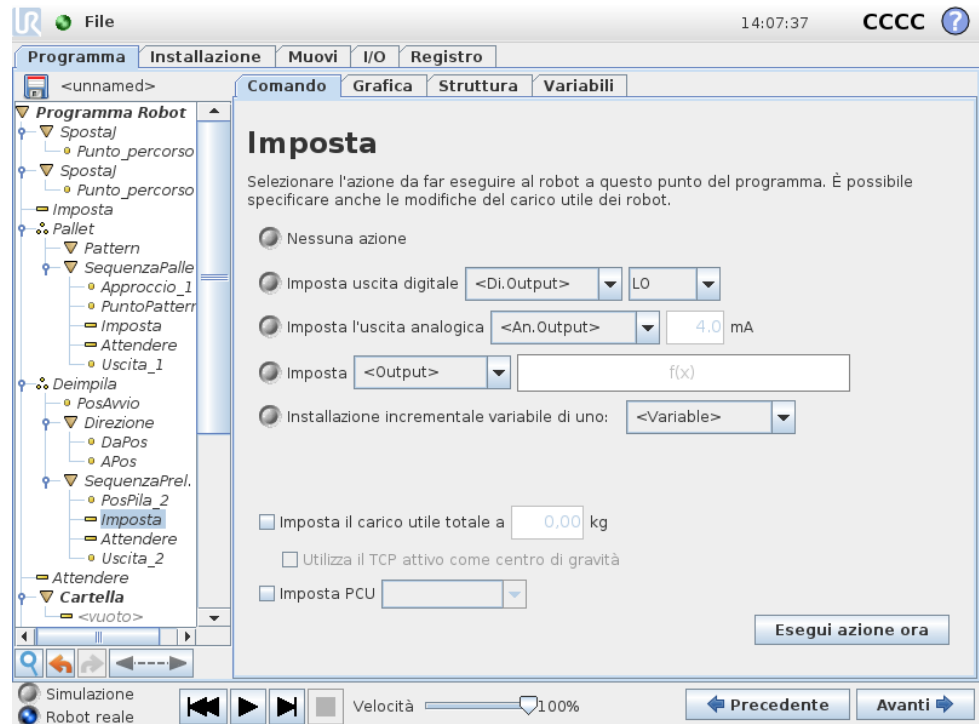 UR File 14:07:37 CCCC ?
Programma Installazione Muovi I/O Registro
<unnamed>
Programma Robot
SpostaJ
Punto_percorso
SpostaJ
Punto_percorso
Imposta
Pallet
Pattern
SequenzaPalle
Approccio_1
PuntoPattern
Imposta
Attendere
Uscita_1
Deimpila
PosAvvio
Direzione
DaPos
APos
SequenzaPrel.
PosPila_2
Imposta
Attendere
Uscita_2
Attendere
Cartella
<vuoto>
Comando Grafica Struttura Variabili
Imposta
Selezionare l'azione da far eseguire al robot a questo punto del programma. È possibile
specificare anche le modifiche del carico utile dei robot.
Nessuna azione
Imposta uscita digitale <Di.Output> LO
Imposta l'uscita analogica <An.Output> 4.0 mA
Imposta <Output> f(x)
Installazione incrementale variabile di uno: <Variable>
Imposta il carico utile totale a 0,00 kg
Utilizza il TCP attivo come centro di gravità
Imposta PCU
Esegui azione ora
Simulazione
Robot reale
Velocità 100%
Precedente Avanti